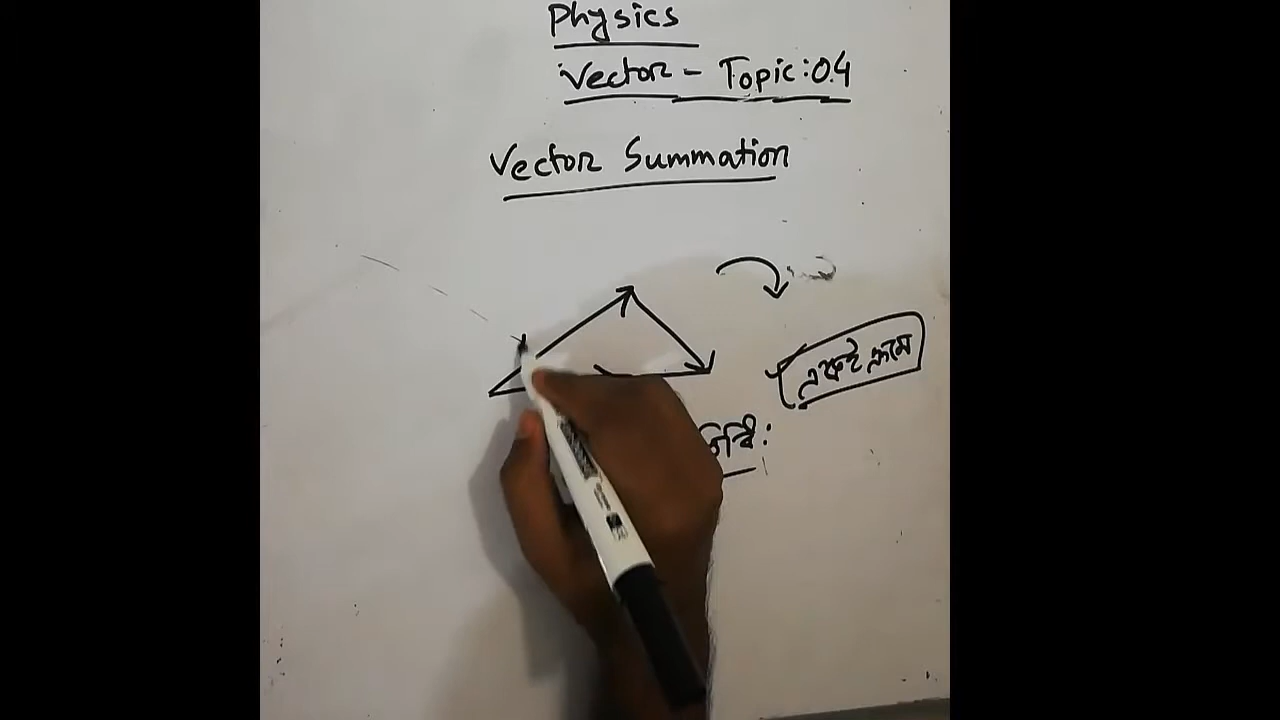 Physics
Vector - Topic: 04
Vector Summation
একই ক্রমে